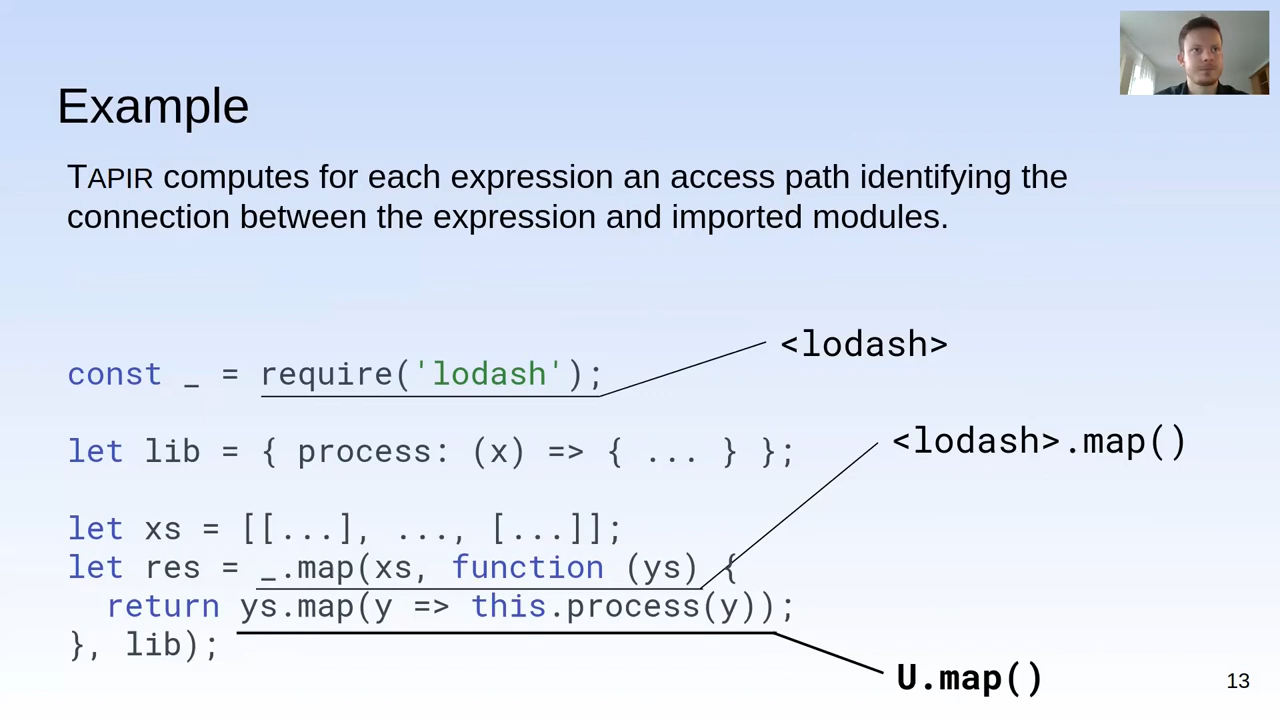 Example
TAPIR computes for each expression an access path identifying the
connection between the expression and imported modules.
<lodash>
const _ = require('lodash');
<lodash>.map()
let lib = { process: (x) => { ... } };
let xs = [[...], ..., [...]];
let res = _.map(xs, function (ys) {
return ys.map(y => this.process(y));
}, lib);
U.map()
13